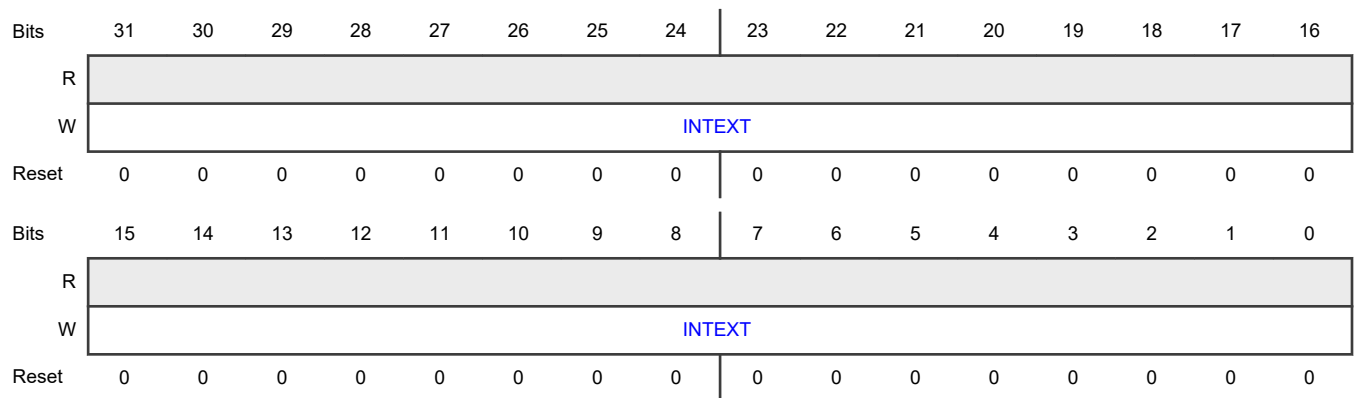 Bits 31 30 29 28 27 26 25 24 23 22 21 20 19 18 17 16
R
W INTEXT
Reset 0 0 0 0 0 0 0 0 0 0 0 0 0 0 0 0
Bits 15 14 13 12 11 10 9 8 7 6 5 4 3 2 1 0
R
W INTEXT
Reset 0 0 0 0 0 0 0 0 0 0 0 0 0 0 0 0